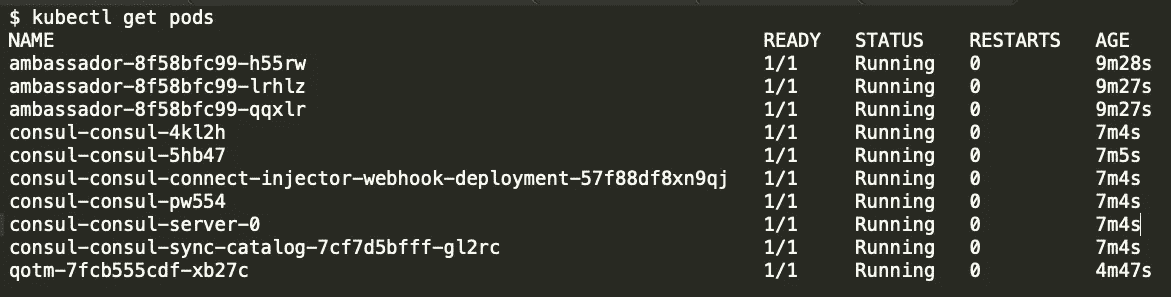 $ kubectl get pods
NAME READY STATUS RESTARTS AGE
ambassador-8f58bfc99-h55rw 1/1 Running 0 9m28s
ambassador-8f58bfc99-lrhlz 1/1 Running 0 9m27s
ambassador-8f58bfc99-qqxlr 1/1 Running 0 9m27s
consul-consul-4kl2h 1/1 Running 0 7m4s
consul-consul-5hb47 1/1 Running 0 7m5s
consul-consul-connect-injector-webhook-deployment-57f88df8xn9qj 1/1 Running 0 7m4s
consul-consul-pw554 1/1 Running 0 7m4s
consul-consul-server-0 1/1 Running 0 7m4s
consul-consul-sync-catalog-7cf7d5bfff-gl2rc 1/1 Running 0 7m4s
qotm-7fcb555cdf-xb27c 1/1 Running 0 4m47s